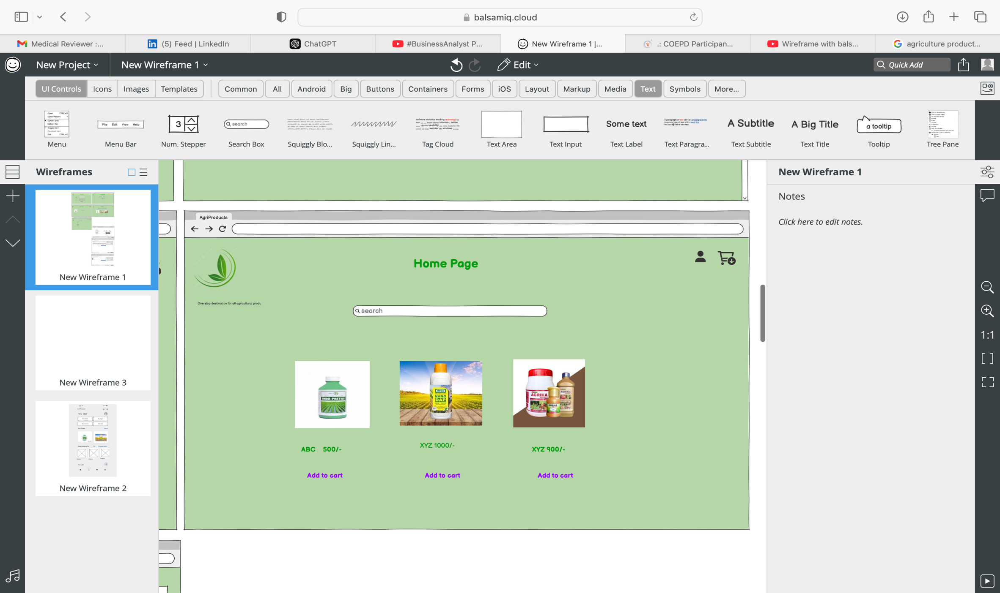 balsamiq.cloud
Medical Reviewer :...
(5) Feed | LinkedIn
ChatGPT
#BusinessAnalyst P...
New Wireframe 1 |...
.: COEPD Participan...
Wireframe with bals...
agriculture product...
New Project
New Wireframe 1
Edit
Quick Add
UI Controls
Icons
Images
Templates
Common
All
Android
Big
Buttons
Containers
Forms
iOS
Layout
Markup
Media
Text
Symbols
More...
File Edit View Help
3
search
Some text
A Subtitle
A Big Title
a tooltip
Menu
Menu Bar
Num. Stepper
Search Box
Squiggly Blo...
Squiggly Lin...
Tag Cloud
Text Area
Text Input
Text Label
Text Paragra...
Text Subtitle
Text Title
Tooltip
Tree Pane
Wireframes
New Wireframe 1
New Wireframe 3
New Wireframe 2
AgriProducts
Home Page
One stop destination for all agricultural produ
search
INDO-PRETILA
IFFCO
NANO
DAP
AGRIKA
AGRIKA
ABC 500/-
XYZ 1000/-
XYZ 900/-
Add to cart
Add to cart
Add to cart
New Wireframe 1
Notes
Click here to edit notes.
1:1